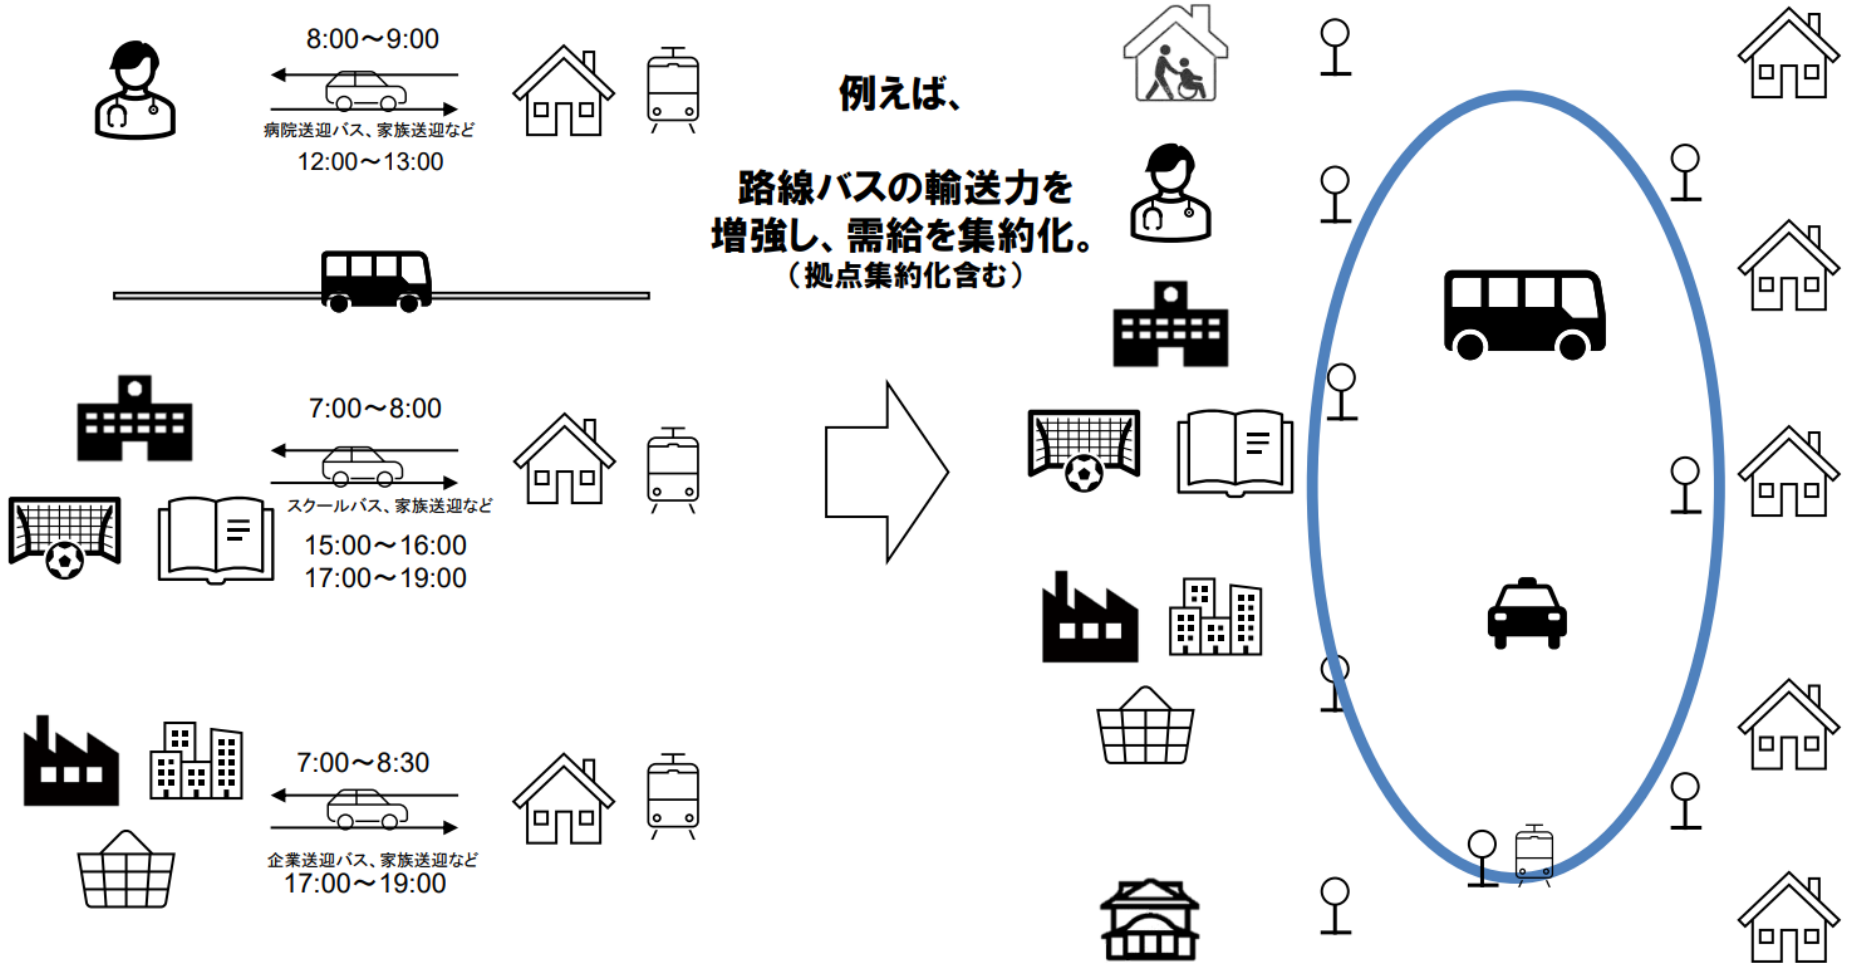 8:00～9:00
病院送迎バス、家族送迎など
12:00～13:00
7:00～8:00
スクールバス、家族送迎など
15:00～16:00
17:00～19:00
7:00～8:30
企業送迎バス、家族送迎など
17:00～19:00
例えば、
路線バスの輸送力を
増強し、需給を集約化。
（拠点集約化含む）